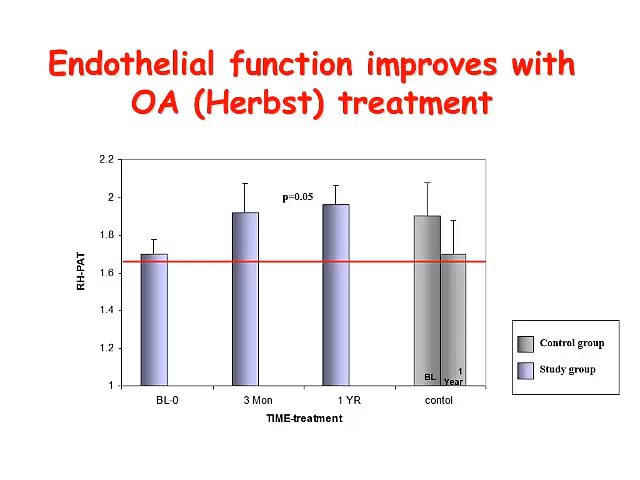 Endothelial function improves with
OA (Herbst) treatment
2.2
2
1.8
1.6
1.4
1.2
1
RH-PAT
p=0.05
BL
1
Year
BL-0
3 Mon
1 YR
contol
TIME-treatment
Control group
Study group